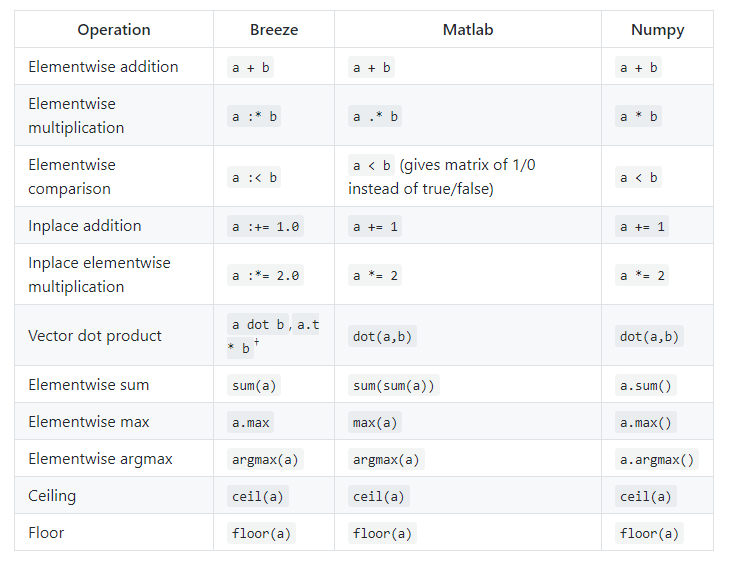 Operation Breeze Matlab Numpy
Elementwise addition a + b a + b a + b
Elementwise
multiplication a :* b a .* b a * b
Elementwise
comparison a :< b a < b (gives matrix of 1/0
instead of true/false) a < b
Inplace addition a :+= 1.0 a += 1 a += 1
Inplace elementwise
multiplication a :*= 2.0 a *= 2 a *= 2
Vector dot product a dot b , a.t
* b † dot(a,b) dot(a,b)
Elementwise sum sum(a) sum(sum(a)) a.sum()
Elementwise max a.max max(a) a.max()
Elementwise argmax argmax(a) argmax(a) a.argmax()
Ceiling ceil(a) ceil(a) ceil(a)
Floor floor(a) floor(a) floor(a)